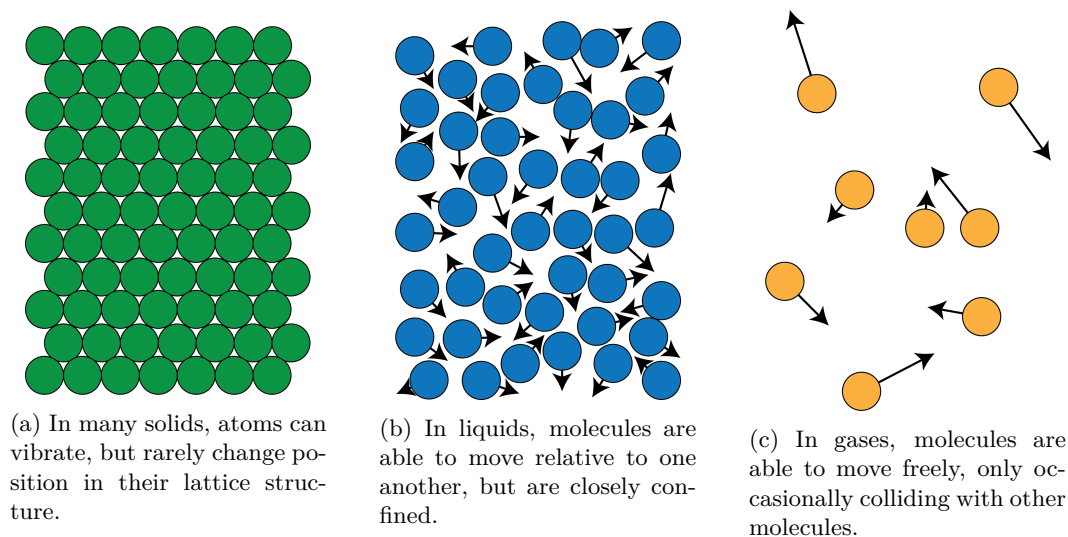 (a) In many solids, atoms can
vibrate, but rarely change po-
sition in their lattice struc-
ture.
(b) In liquids, molecules are
able to move relative to one
another, but are closely con-
fined.
(c) In gases, molecules are
able to move freely, only oc-
casionally colliding with other
molecules.